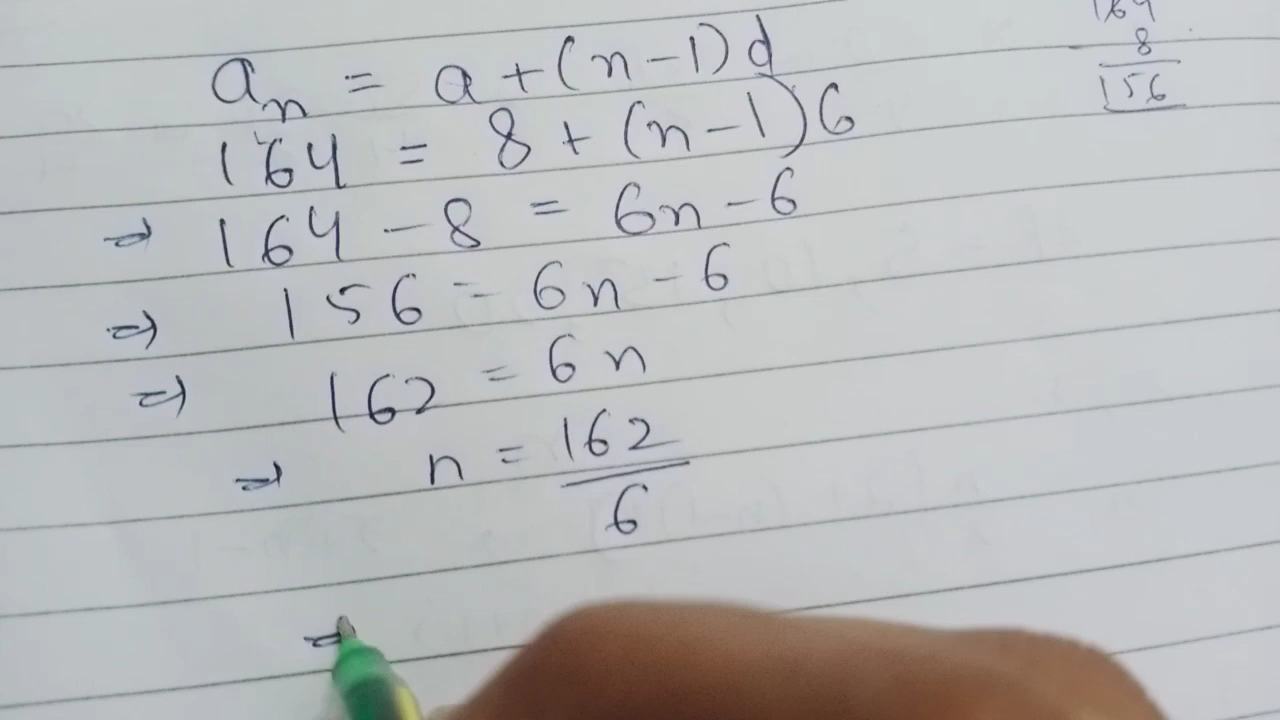 aₙ = a + (n-1)d
164 = 8 + (n-1)6
⇒ 164 - 8 = 6n - 6
⇒ 156 = 6n - 6
⇒ 162 = 6n
⇒ n = 162/6
⇒
164
8
156